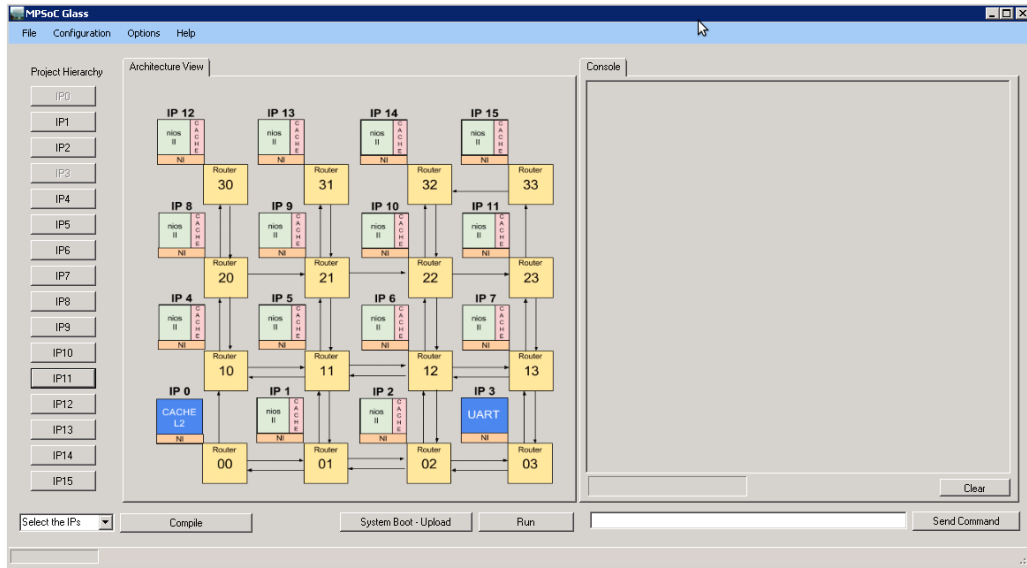 MPSoC Glass
File Configuration Options Help
Project Hierarchy
IP0
IP1
IP2
IP3
IP4
IP5
IP6
IP7
IP8
IP9
IP10
IP11
IP12
IP13
IP14
IP15
Architecture View
IP 12 IP 13 IP 14 IP 15
nios II CACHE NI nios II CACHE NI nios II CACHE NI nios II CACHE NI
Router Router Router Router
30 31 32 33
IP 8 IP 9 IP 10 IP 11
nios II CACHE NI nios II CACHE NI nios II CACHE NI nios II CACHE NI
Router Router Router Router
20 21 22 23
IP 4 IP 5 IP 6 IP 7
nios II CACHE NI nios II CACHE NI nios II CACHE NI nios II CACHE NI
Router Router Router Router
10 11 12 13
IP 0 IP 1 IP 2 IP 3
CACHE L2 NI nios II CACHE NI nios II CACHE NI UART NI
Router Router Router Router
00 01 02 03
Console
Clear
Select the IPs Compile System Boot - Upload Run Send Command